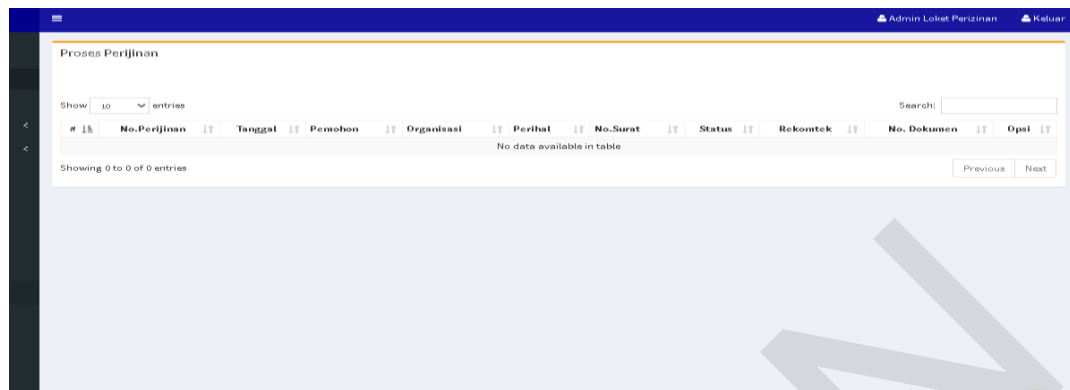 Admin Loket Perizinan Keluar
Proses Perijinan
Show 10 entries Search:
# No.Perijinan Tanggal Pemohon Organisasi Perihal No.Surat Status Rekomtek No. Dokumen Opsi
No data available in table
Showing 0 to 0 of 0 entries Previous Next